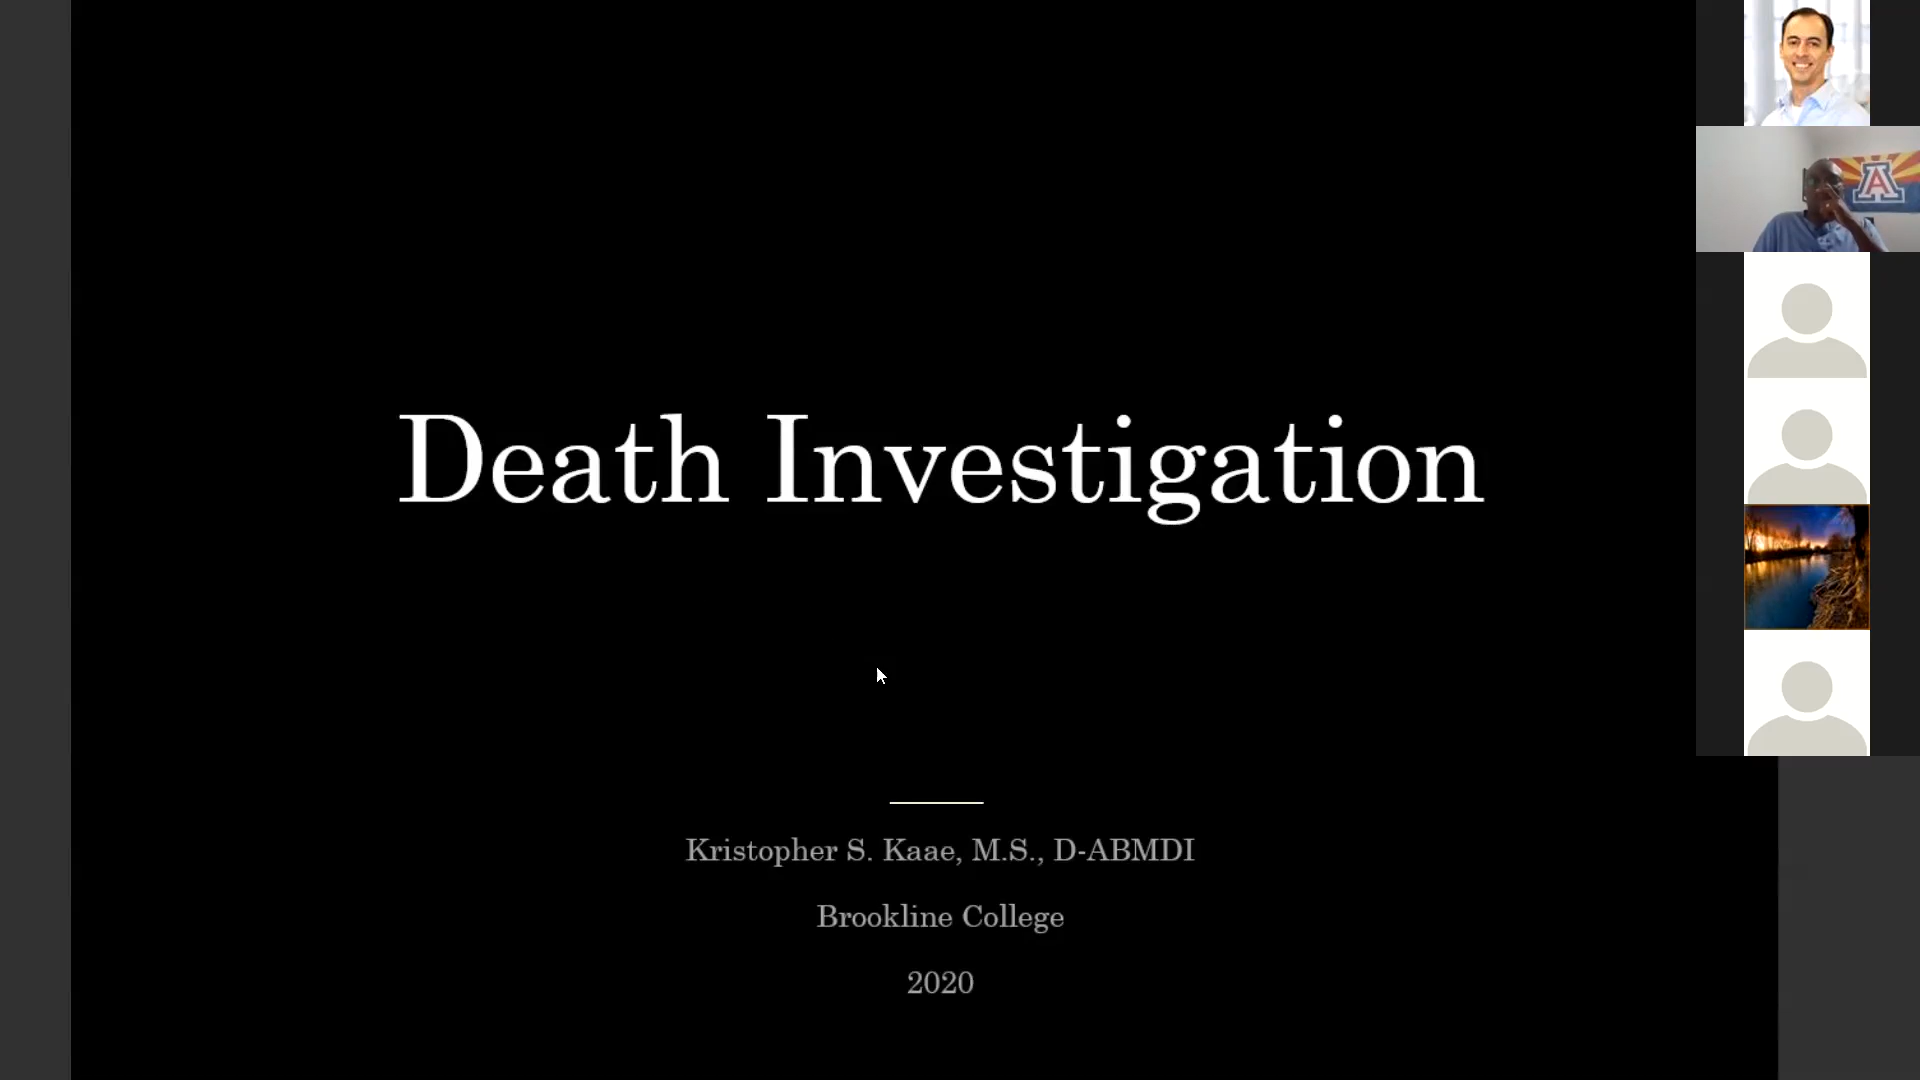 Death Investigation
Kristopher S. Kaae, M.S., D-ABMDI
Brookline College
2020
A